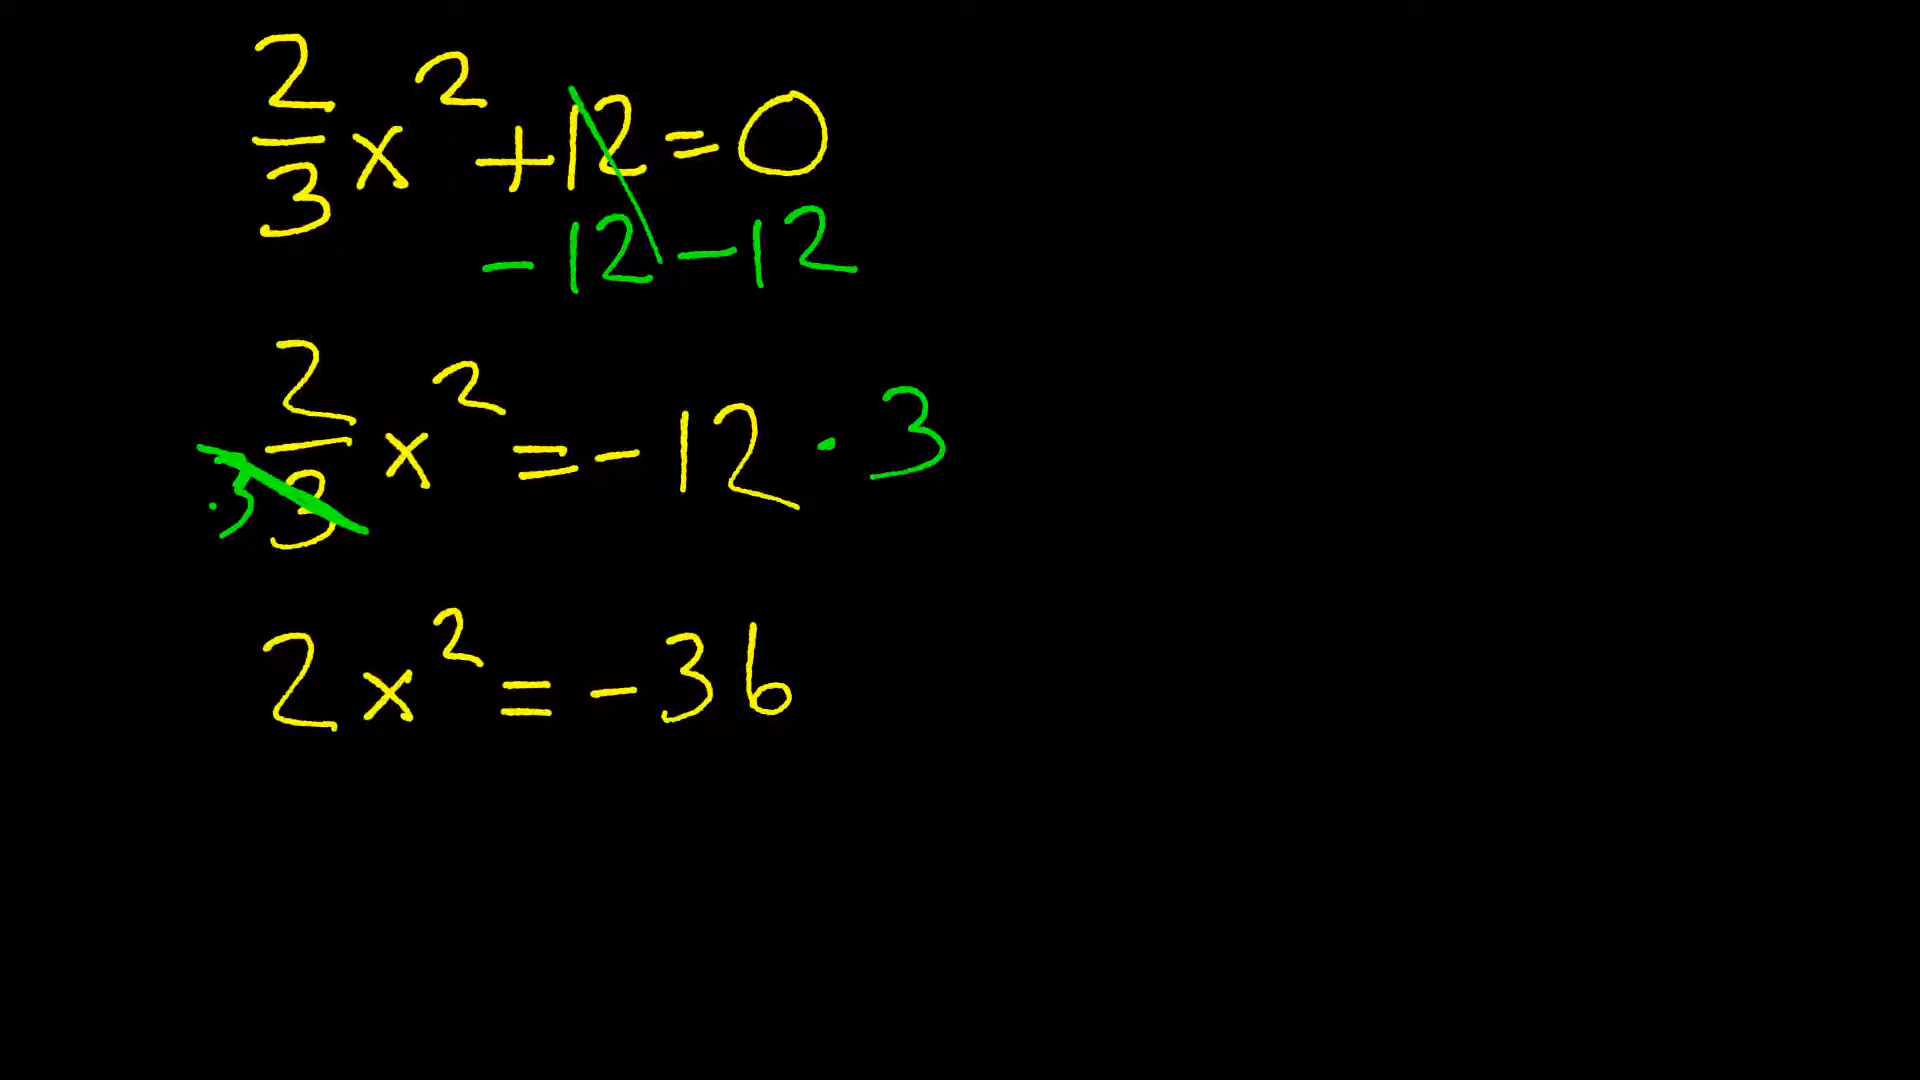 2/3 x² + 12 = 0
- 12 - 12
2/3 x² = - 12 · 3
· 3
2x² = - 36